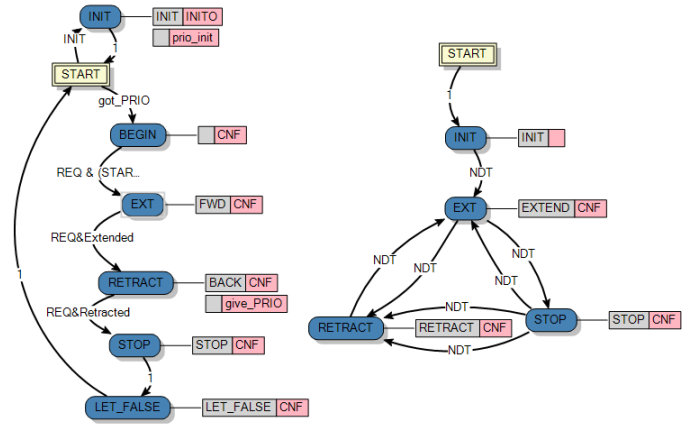 INIT
INIT INITO
prio_init
INIT
1
START
got_PRIO
BEGIN
CNF
REQ & (STAR...
EXT
FWD CNF
REQ&Extended
RETRACT
BACK CNF
give_PRIO
REQ&Retracted
STOP
STOP CNF
1
1
LET_FALSE
LET_FALSE CNF
START
1
INIT
INIT
NDT
EXT
EXTEND CNF
NDT
NDT
NDT
NDT
NDT
RETRACT
RETRACT CNF
STOP
STOP CNF
NDT